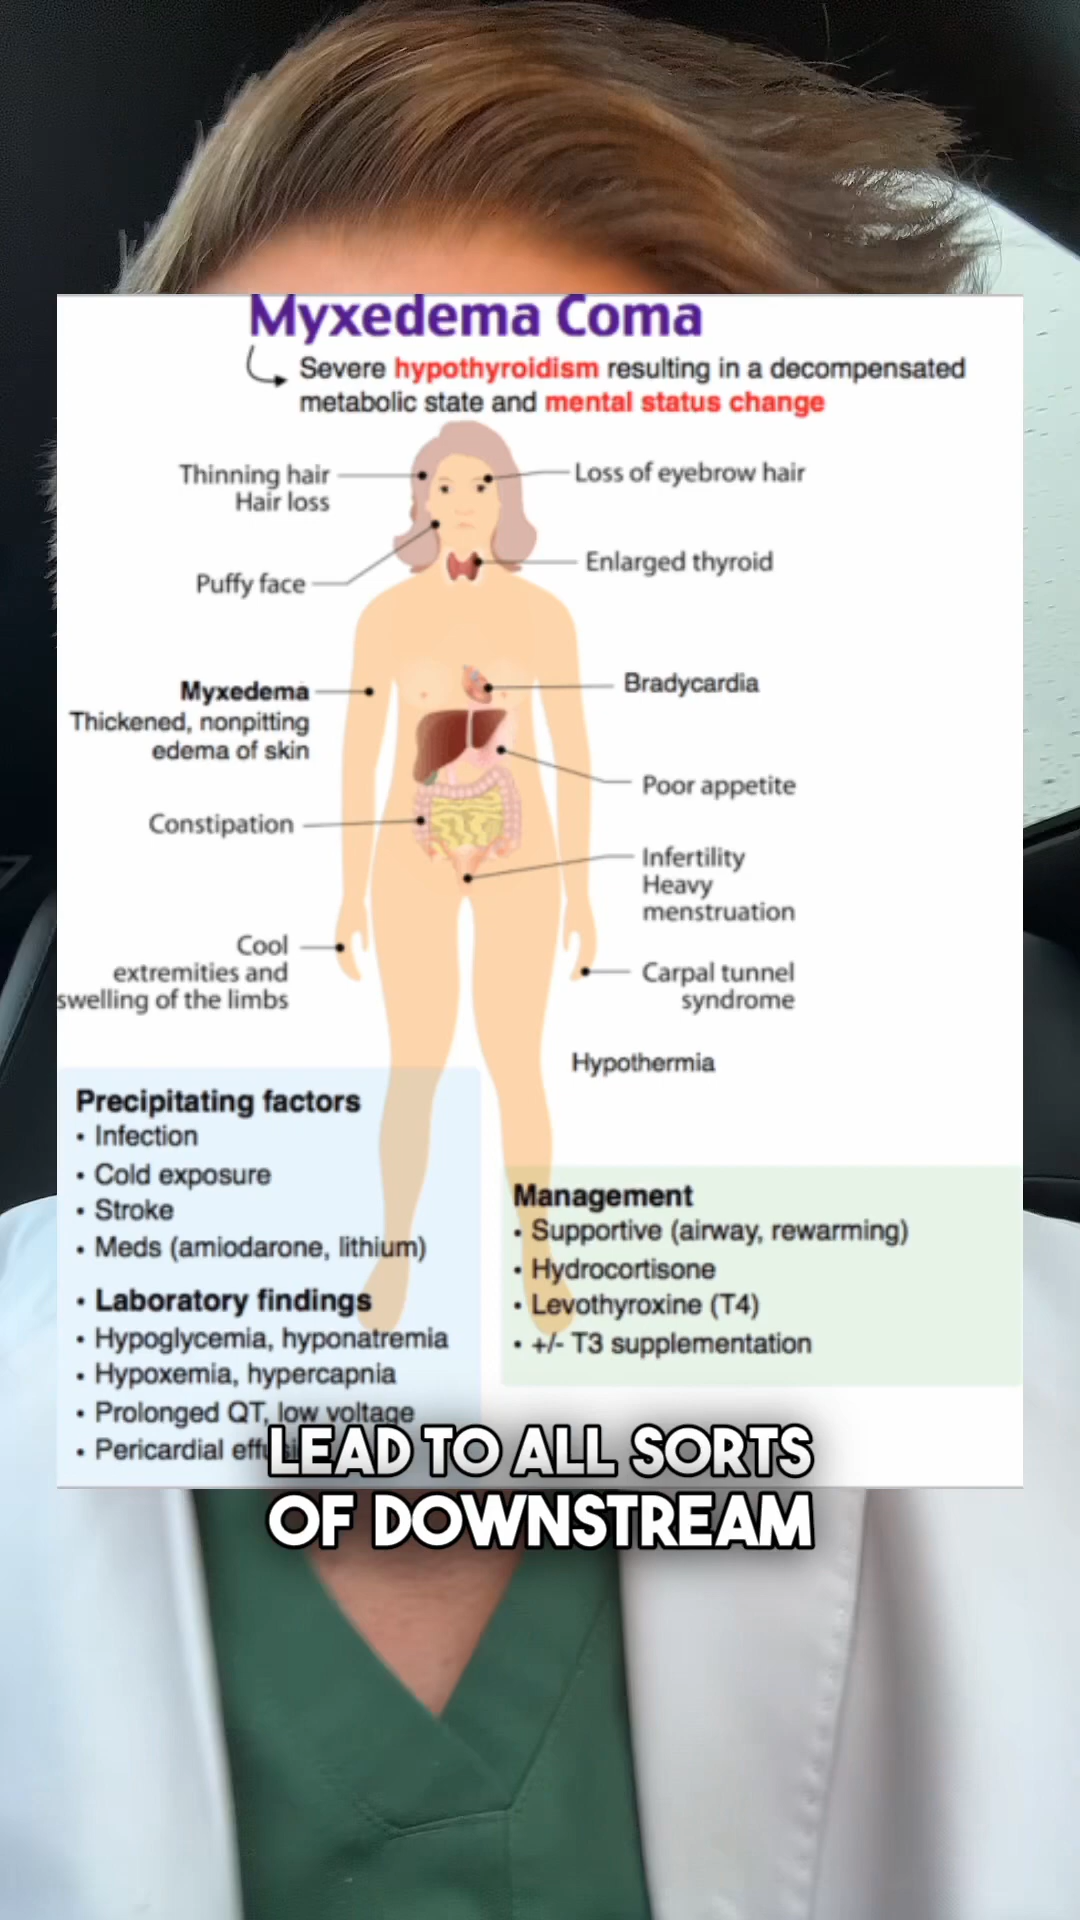 Myxedema Coma
Severe hypothyroidism resulting in a decompensated
metabolic state and mental status change
Thinning hair
Hair loss
Loss of eyebrow hair
Puffy face
Enlarged thyroid
Myxedema
Thickened, nonpitting
edema of skin
Bradycardia
Poor appetite
Constipation
Infertility
Heavy
menstruation
Cool
extremities and
swelling of the limbs
Carpal tunnel
syndrome
Hypothermia
Precipitating factors
• Infection
• Cold exposure
• Stroke
• Meds (amiodarone, lithium)
• Laboratory findings
• Hypoglycemia, hyponatremia
• Hypoxemia, hypercapnia
• Prolonged QT, low voltage
• Pericardial
Management
• Supportive (airway, rewarming)
• Hydrocortisone
• Levothyroxine (T4)
• +/- T3 supplementation
LEAD TO ALL SORTS
OF DOWNSTREAM